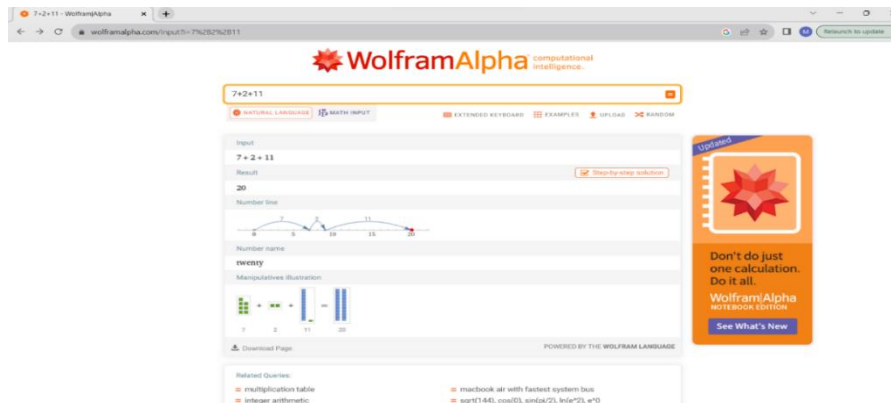 7+2+11 - Wolfram|Alpha
wolframalpha.com/input?i=7%2B2%2B11
Relaunch to update
WolframAlpha computational intelligence.
7+2+11
NATURAL LANGUAGE MATH INPUT EXTENDED KEYBOARD EXAMPLES UPLOAD RANDOM
Input
7 + 2 + 11
Result Step-by-step solution
20
Number line
7 2 11
0 5 10 15 20
Number name
twenty
Manipulatives illustration
+ + =
7 2 11 20
Download Page POWERED BY THE WOLFRAM LANGUAGE
Related Queries:
= multiplication table = macbook air with fastest system bus
= integer arithmetic = sqrt(144), cos(0), sin(pi/2), ln(e^2), e^0
Updated
Don't do just
one calculation.
Do it all.
Wolfram|Alpha
NOTEBOOK EDITION
See What's New